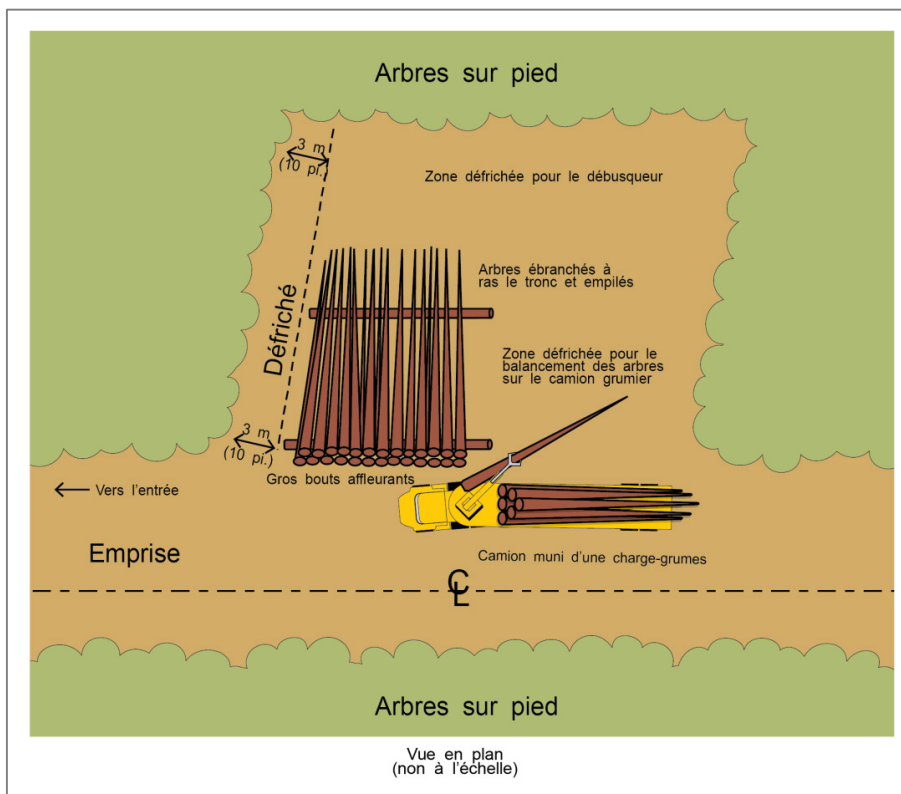 Arbres sur pied
3 m
(10 pi.)
Zone défrichée pour le débusqueur
Défriché
Arbres ébranchés à
ras le tronc et empilés
Zone défrichée pour le
balancement des arbres
sur le camion grumier
3 m
(10 pi.)
Gros bouts affleurants
Vers l'entrée
Emprise
Camion muni d'une charge-grumes
CL
Arbres sur pied
Vue en plan
(non à l'échelle)